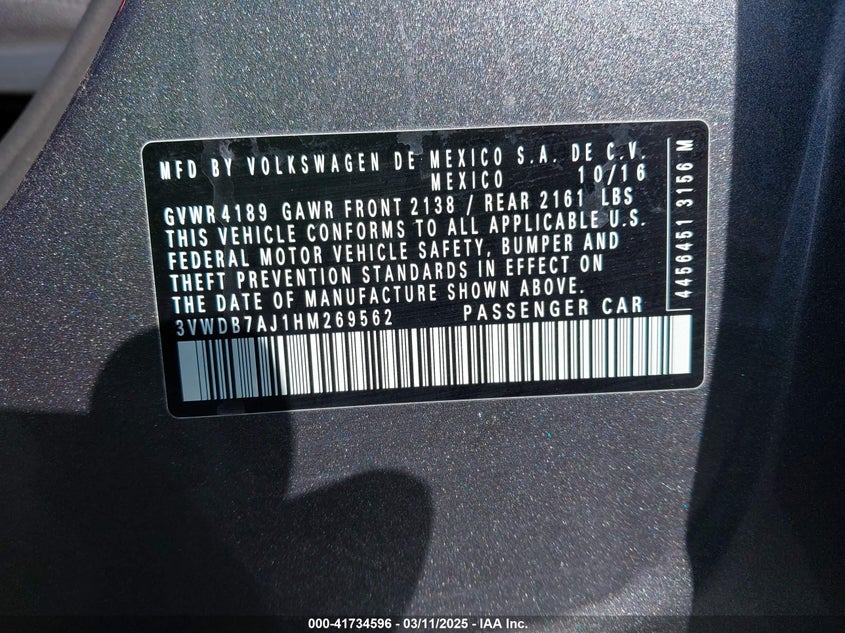 MFD BY VOLKSWAGEN DE MEXICO S.A. DE C.V.
MEXICO 10/16
GVWR 4189 GAWR FRONT 2138 / REAR 2161 LBS
THIS VEHICLE CONFORMS TO ALL APPLICABLE U.S.
FEDERAL MOTOR VEHICLE SAFETY, BUMPER AND
THEFT PREVENTION STANDARDS IN EFFECT ON
THE DATE OF MANUFACTURE SHOWN ABOVE.
3VWDB7AJ1HM269562 PASSENGER CAR
4456451 3156 M
000-41734596 - 03/11/2025 - IAA Inc.